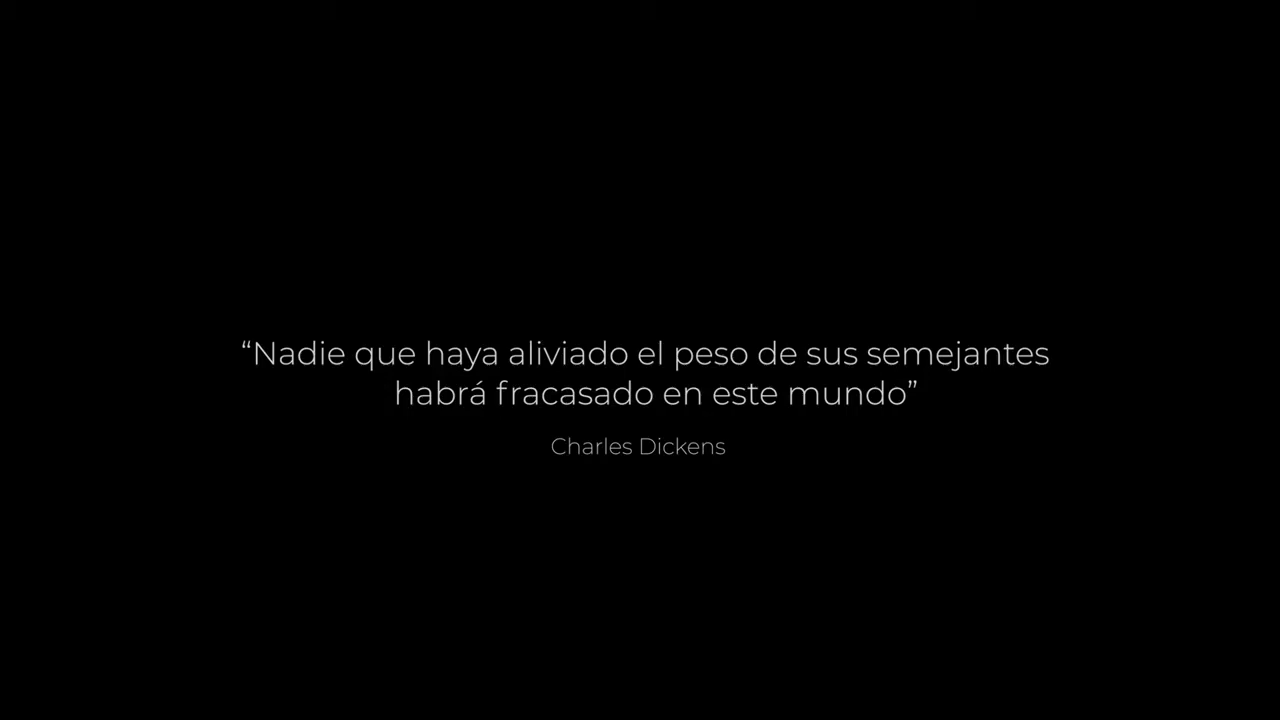 “Nadie que haya aliviado el peso de sus semejantes
habrá fracasado en este mundo”
Charles Dickens